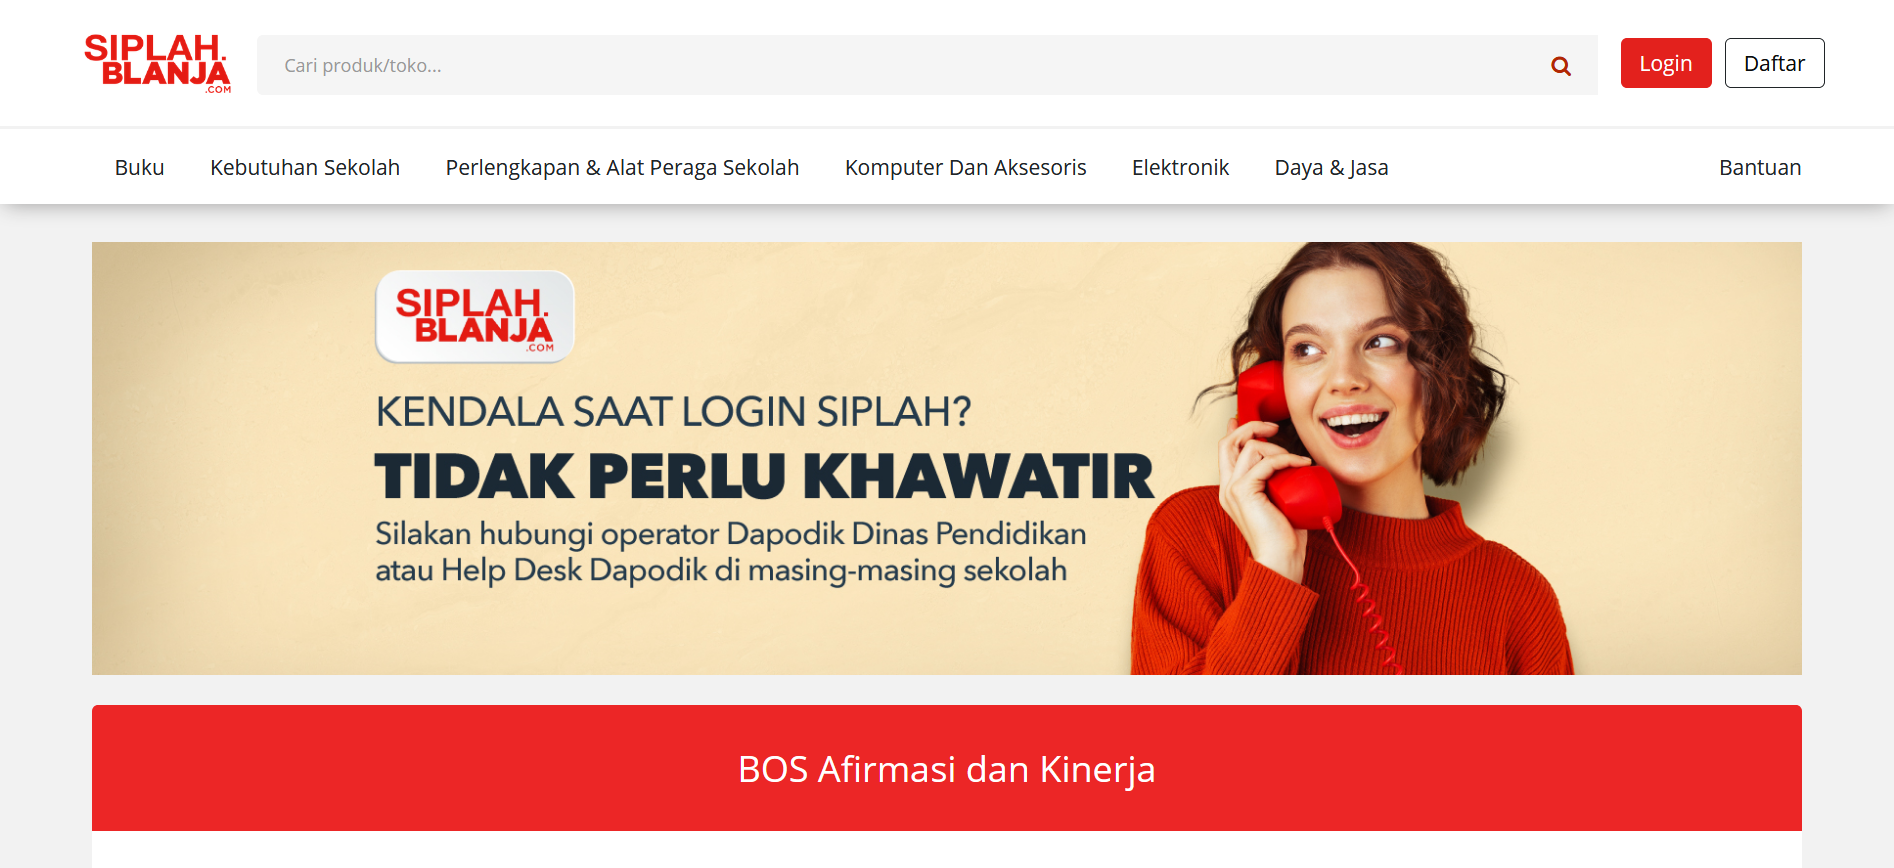 SIPLAH.
BLANJA
.COM
Cari produk/toko...
Login
Daftar
Buku
Kebutuhan Sekolah
Perlengkapan & Alat Peraga Sekolah
Komputer Dan Aksesoris
Elektronik
Daya & Jasa
Bantuan
SIPLAH.
BLANJA
.COM
KENDALA SAAT LOGIN SIPLAH?
TIDAK PERLU KHAWATIR
Silakan hubungi operator Dapodik Dinas Pendidikan
atau Help Desk Dapodik di masing-masing sekolah
BOS Afirmasi dan Kinerja